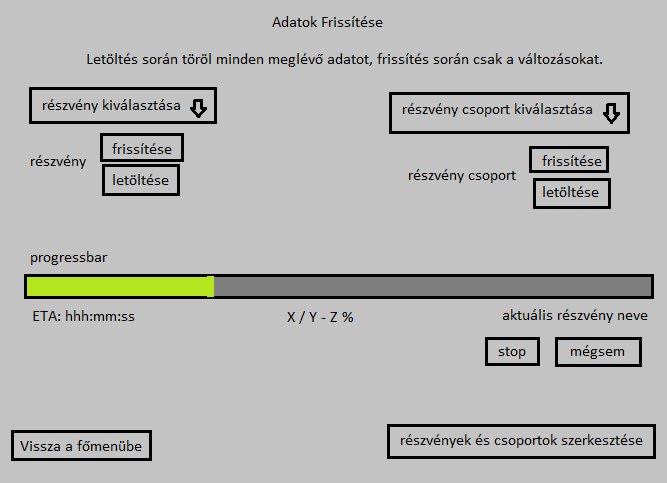 Adatok Frissítése
Letöltés során töröl minden meglévő adatot, frissítés során csak a változásokat.
részvény kiválasztása
részvény csoport kiválasztása
részvény
frissítése
letöltése
részvény csoport
frissítése
letöltése
progressbar
ETA: hhh:mm:ss
X / Y - Z %
aktuális részvény neve
stop
mégsem
Vissza a főmenübe
részvények és csoportok szerkesztése